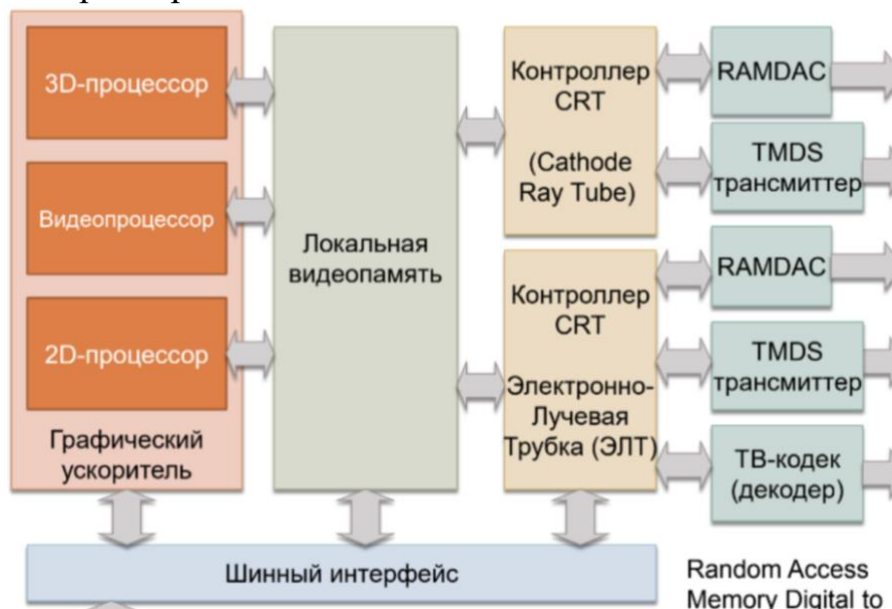 3D-процессор
Видеопроцессор
2D-процессор
Графический
ускоритель
Локальная
видеопамять
Контроллер
CRT
(Cathode
Ray Tube)
Контроллер
CRT
Электронно-
Лучевая
Трубка (ЭЛТ)
RAMDAC
TMDS
трансмиттер
RAMDAC
TMDS
трансмиттер
ТВ-кодек
(декодер)
Шинный интерфейс
Random Access
Memory Digital to